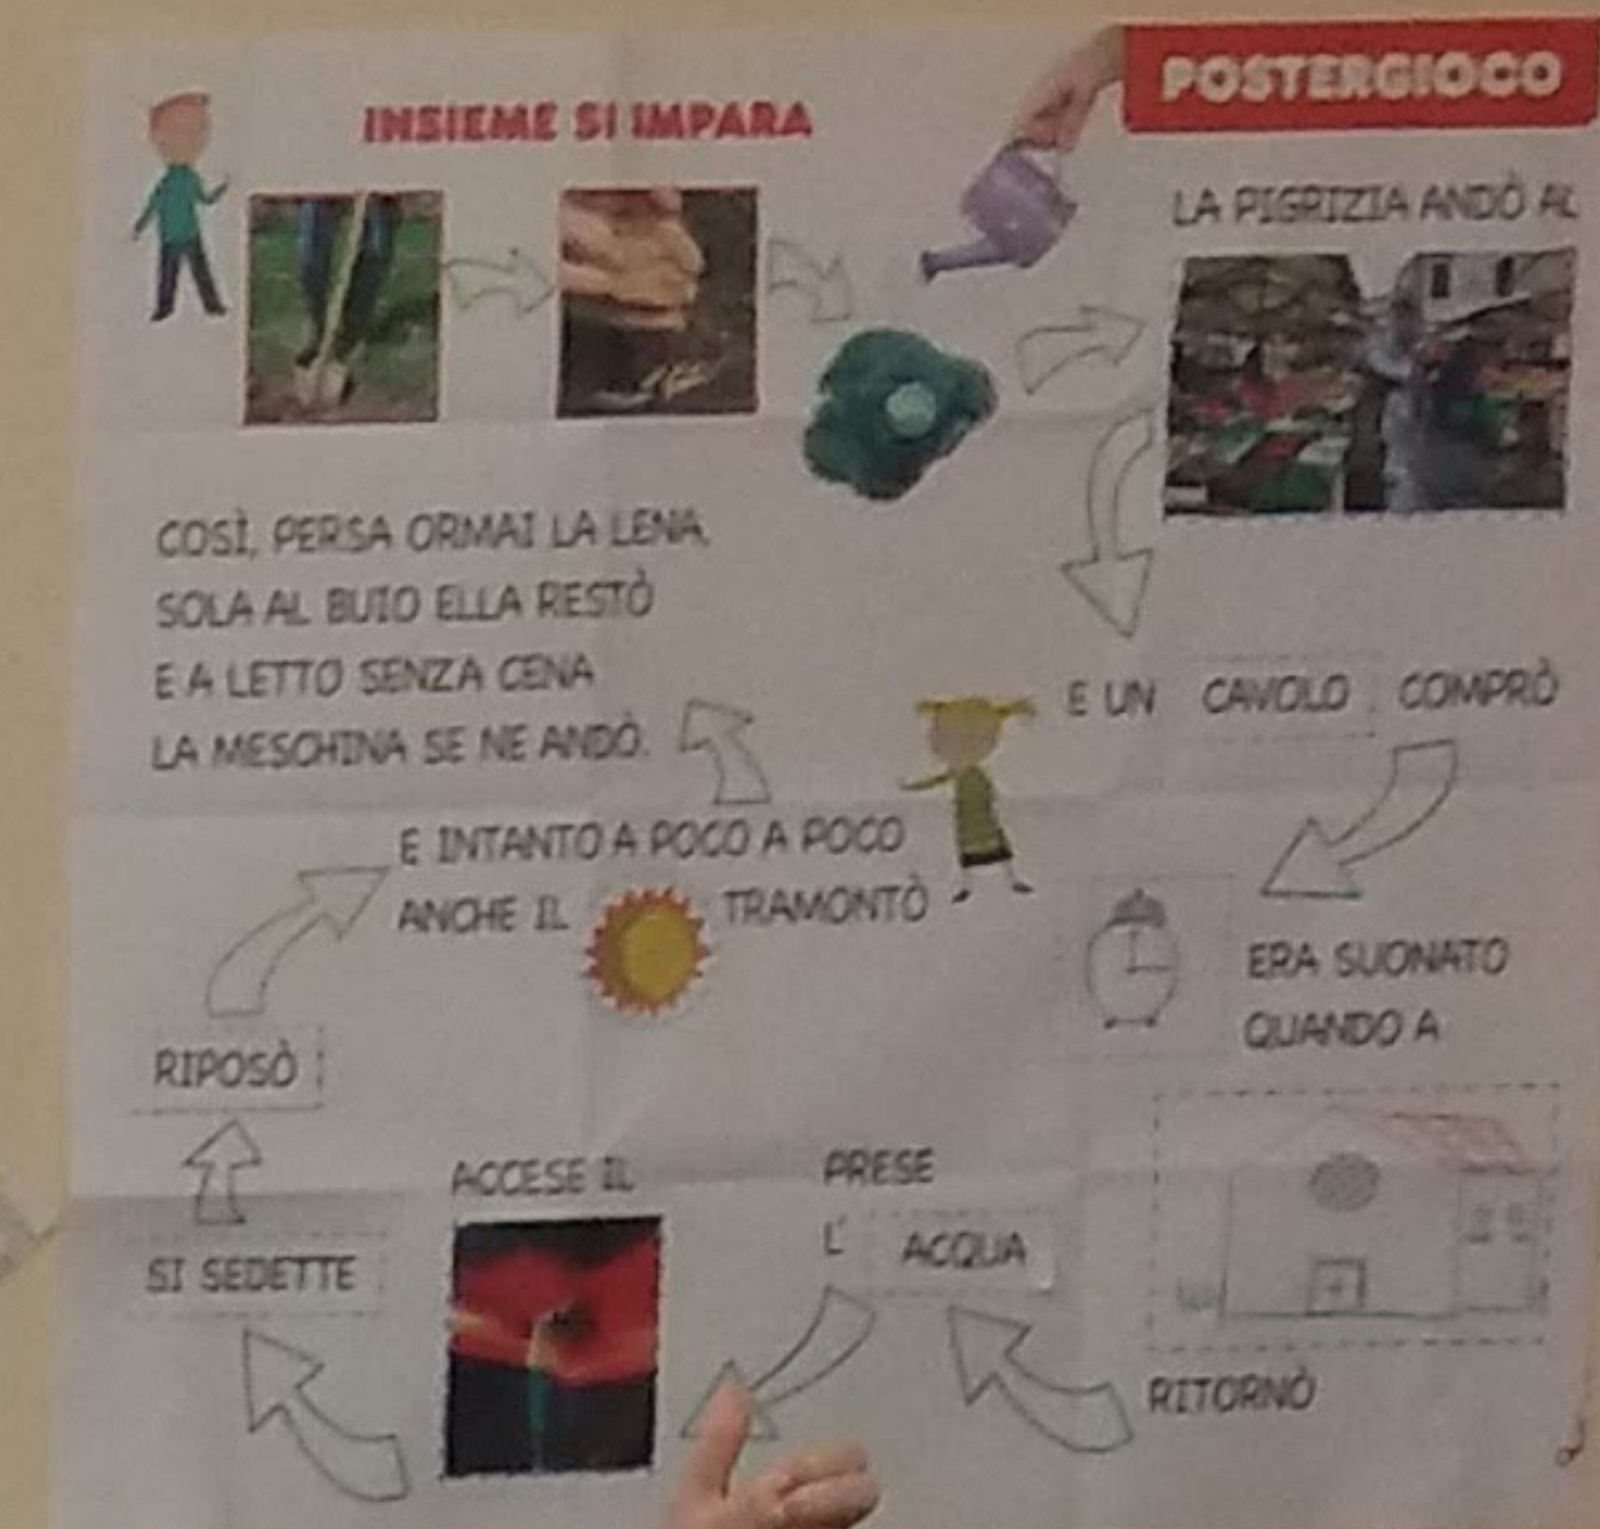 INSIEME SI IMPARA
POSTERGIOCO
LA PIGRIZIA ANDÒ AL
E UN CAVOLO COMPRÒ
ERA SUONATO
QUANDO A
RITORNÒ
PRESE
L' ACQUA
ACCESE IL
SI SEDETTE
RIPOSÒ
E INTANTO A POCO A POCO
ANCHE IL TRAMONTÒ
COSÌ, PERSA ORMAI LA LENA,
SOLA AL BUIO ELLA RESTÒ
E A LETTO SENZA CENA
LA MESCHINA SE NE ANDÒ.